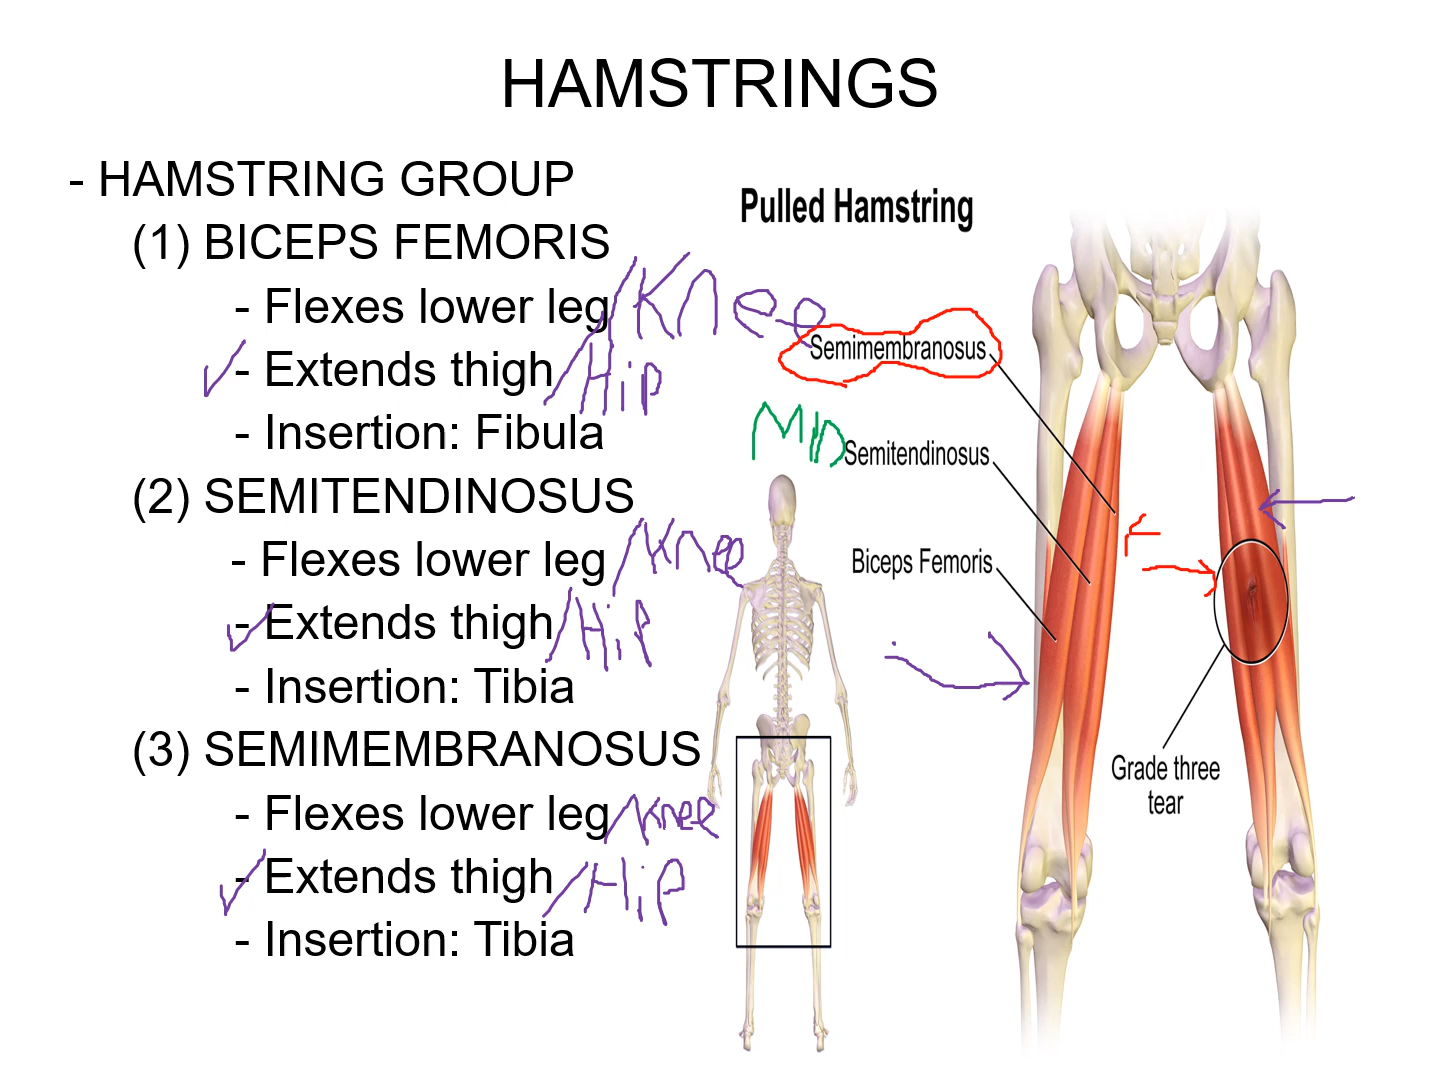 HAMSTRINGS
- HAMSTRING GROUP
(1) BICEPS FEMORIS
- Flexes lower leg/Knee
- Extends thigh/Hip
- Insertion: Fibula
(2) SEMITENDINOSUS
- Flexes lower leg/Knee
- Extends thigh/Hip
- Insertion: Tibia
(3) SEMIMEMBRANOSUS
- Flexes lower leg/Knee
- Extends thigh/Hip
- Insertion: Tibia
Pulled Hamstring
Semimembranosus
MID Semitendinosus
Biceps Femoris
Grade three
tear